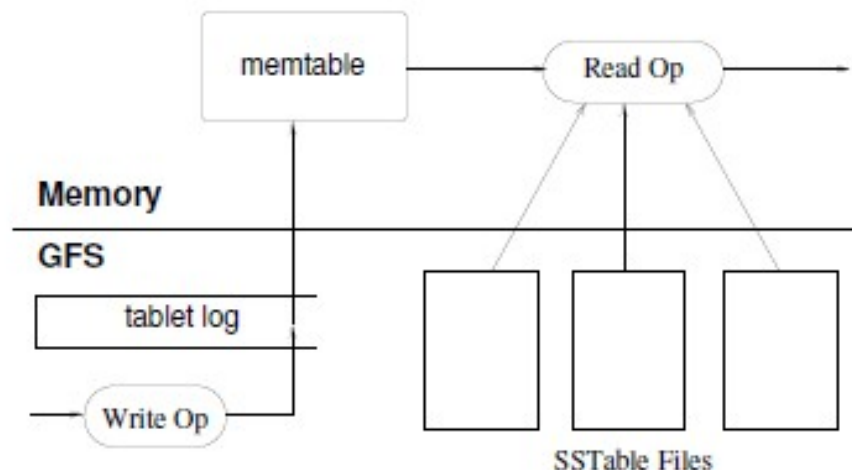 memtable
Read Op
Memory
GFS
tablet log
Write Op
SSTable Files